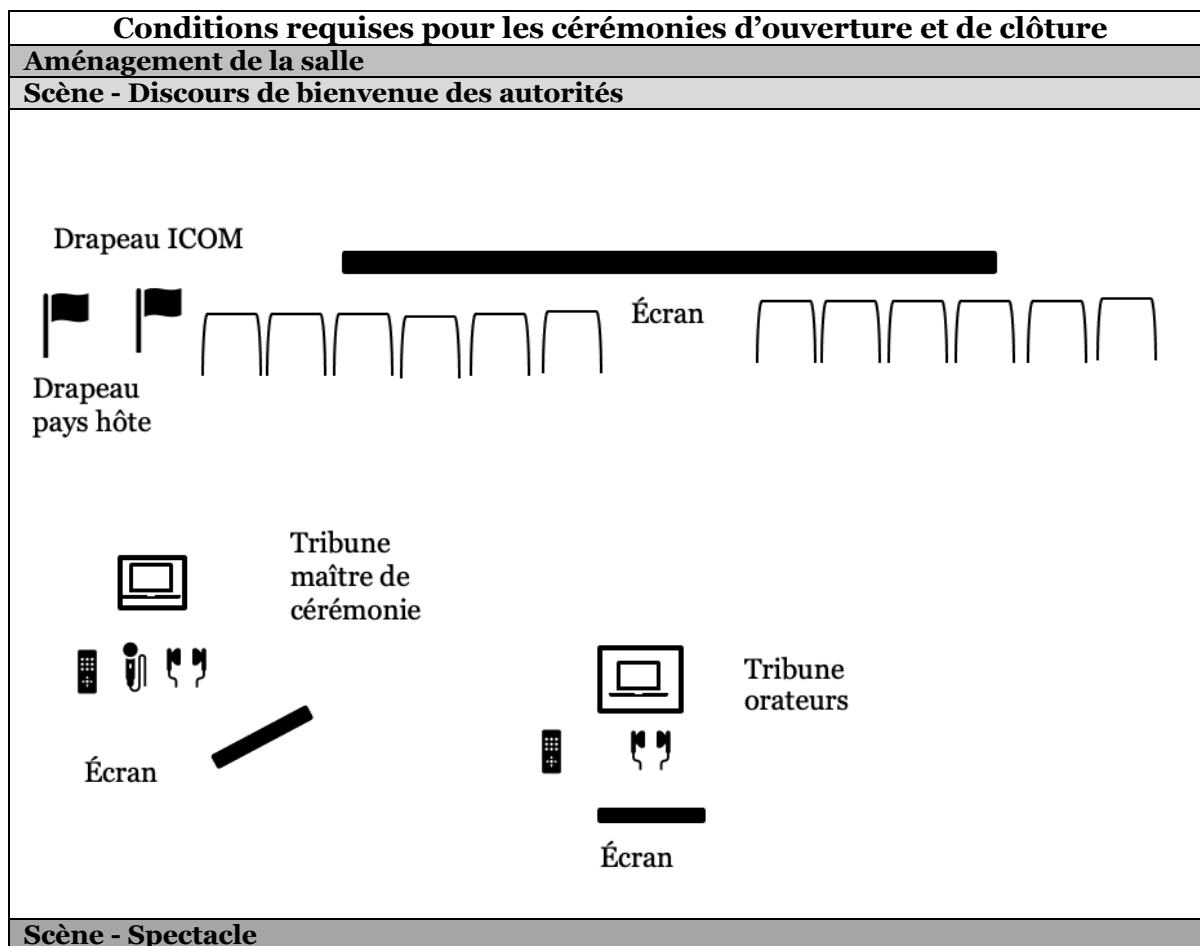 Conditions requises pour les cérémonies d'ouverture et de clôture
Aménagement de la salle
Scène - Discours de bienvenue des autorités
Drapeau ICOM
Écran
Drapeau
pays hôte
Tribune
maître de
cérémonie
Tribune
orateurs
Écran
Écran
Scène - Spectacle